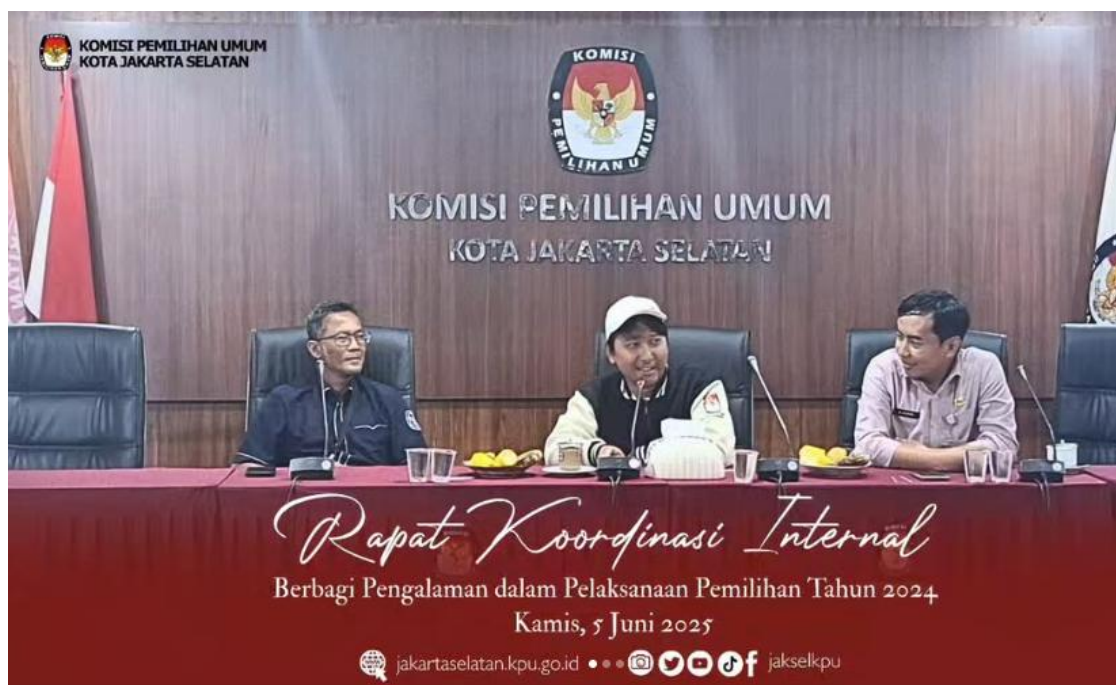 KOMISI PEMILIHAN UMUM
KOTA JAKARTA SELATAN
KOMISI
PEMILIHAN UMUM
KOMISI PEMILIHAN UMUM
KOTA JAKARTA SELATAN
Rapat Koordinasi Internal
Berbagi Pengalaman dalam Pelaksanaan Pemilihan Tahun 2024
Kamis, 5 Juni 2025
jakartaselatan.kpu.go.id jakselkpu